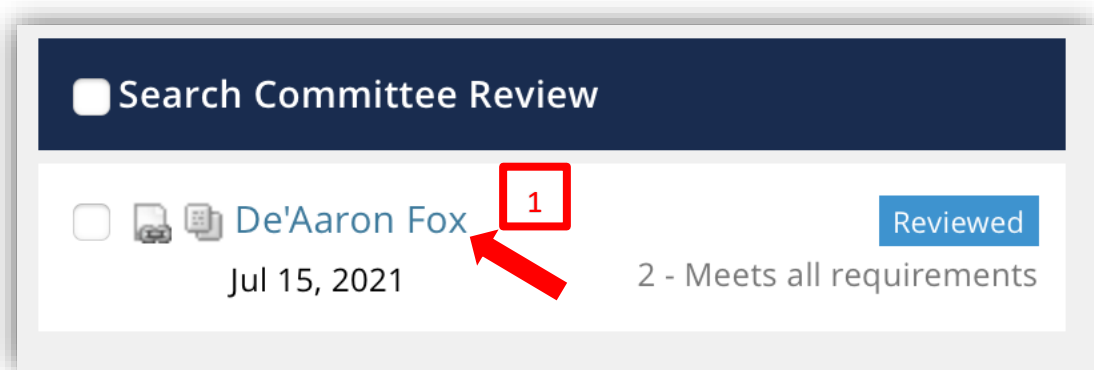 Search Committee Review
De'Aaron Fox
1
Reviewed
Jul 15, 2021
2 - Meets all requirements